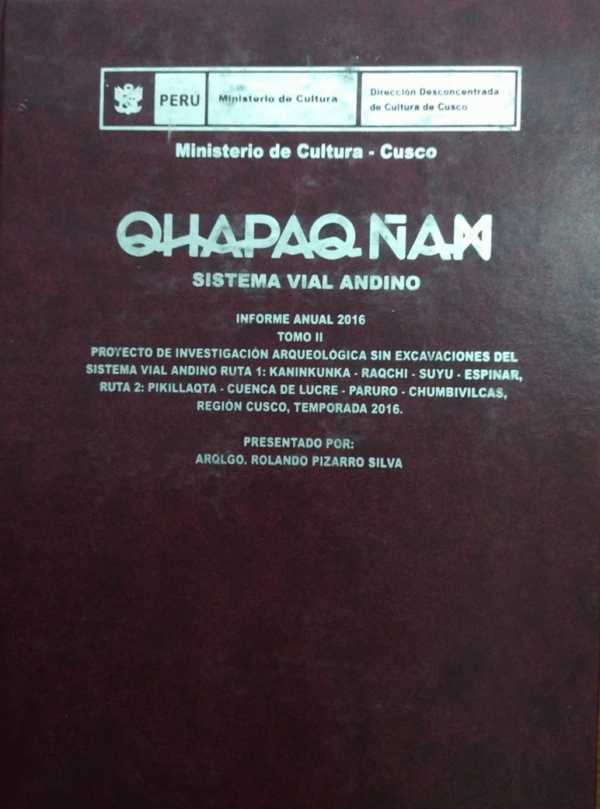 PERÚ
Ministerio de Cultura
Dirección Desconcentrada
de Cultura de Cusco
Ministerio de Cultura - Cusco
QHAPAQ ÑAN
SISTEMA VIAL ANDINO
INFORME ANUAL 2016
TOMO II
PROYECTO DE INVESTIGACIÓN ARQUEOLÓGICA SIN EXCAVACIONES DEL
SISTEMA VIAL ANDINO RUTA 1: KANINKUNKA - RAQCHI - SUYU - ESPINAR,
RUTA 2: PIKILLAQTA - CUENCA DE LUCRE - PARURO - CHUMBIVILCAS,
REGIÓN CUSCO, TEMPORADA 2016.
PRESENTADO POR:
ARQLGO. ROLANDO PIZARRO SILVA